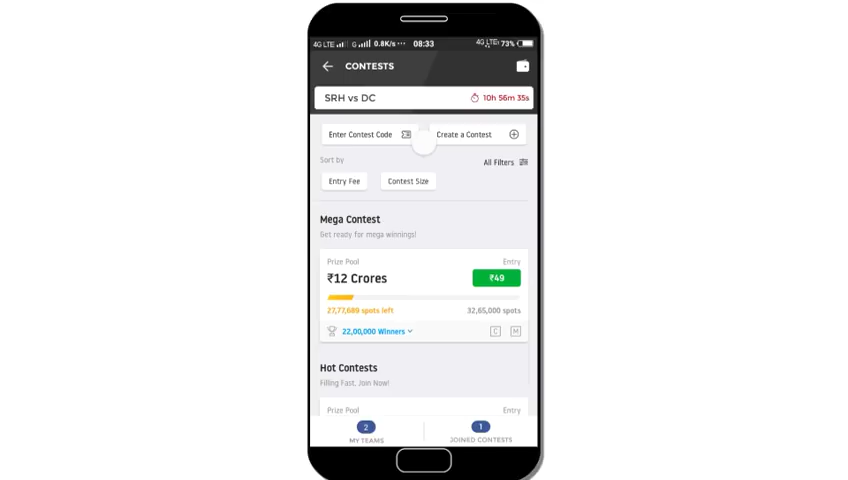 4G LTE G 0.8K/s ••• 08:33 4G LTE 73%
CONTESTS
SRH vs DC 10h 56m 35s
Enter Contest Code Create a Contest
Sort by All Filters
Entry Fee Contest Size
Mega Contest
Get ready for mega winnings!
Prize Pool Entry
₹12 Crores ₹49
27,77,689 spots left 32,65,000 spots
22,00,000 Winners C M
Hot Contests
Filling Fast, Join Now!
Prize Pool Entry
2 1
MY TEAMS JOINED CONTESTS